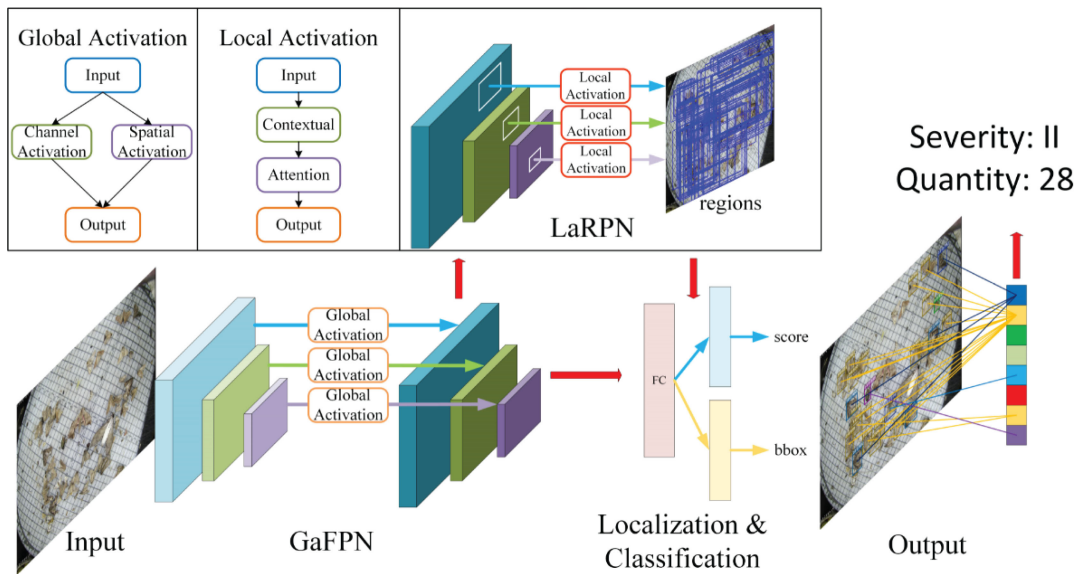 Global Activation
Input
Channel
Activation
Spatial
Activation
Output
Local Activation
Input
Contextual
Attention
Output
Local
Activation
Local
Activation
Local
Activation
regions
LaRPN
Severity: II
Quantity: 28
Global
Activation
Global
Activation
Global
Activation
FC
score
bbox
Input
GaFPN
Localization &
Classification
Output